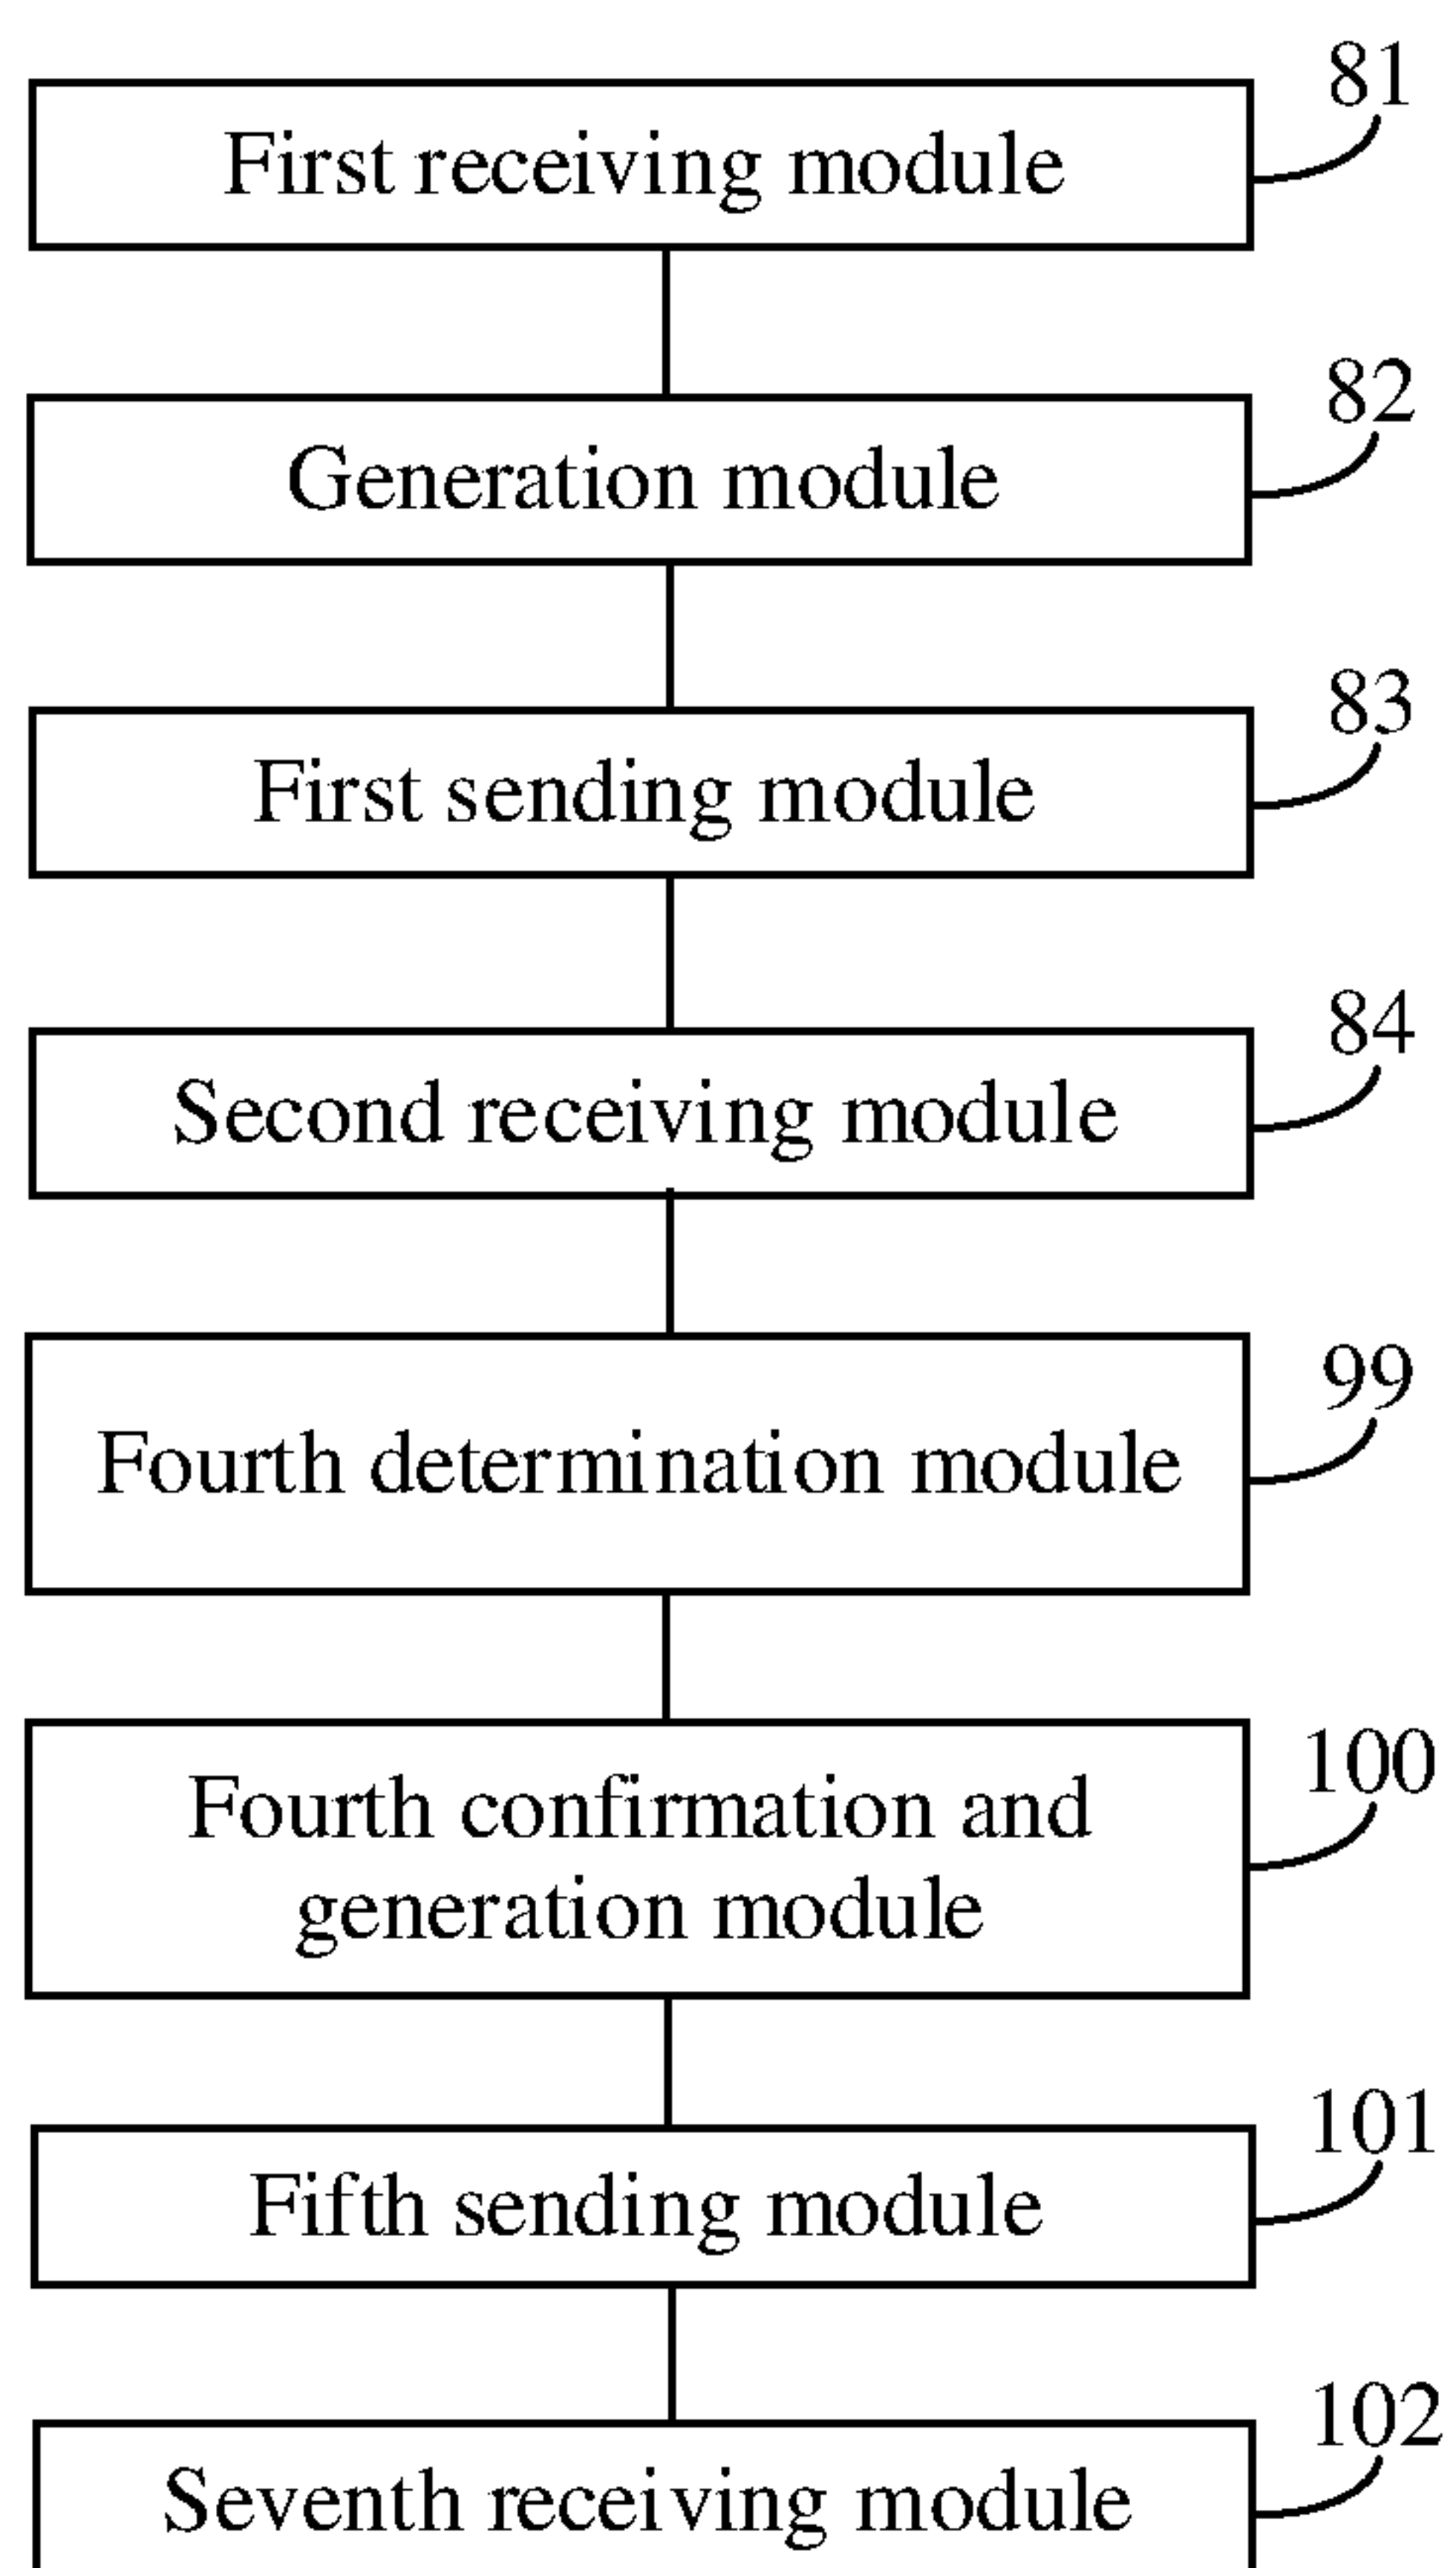 81
First receiving module
82
Generation module
83
First sending module
84
Second receiving module
99
Fourth determination module
100
Fourth confirmation and
generation module
101
Fifth sending module
102
Seventh receiving module